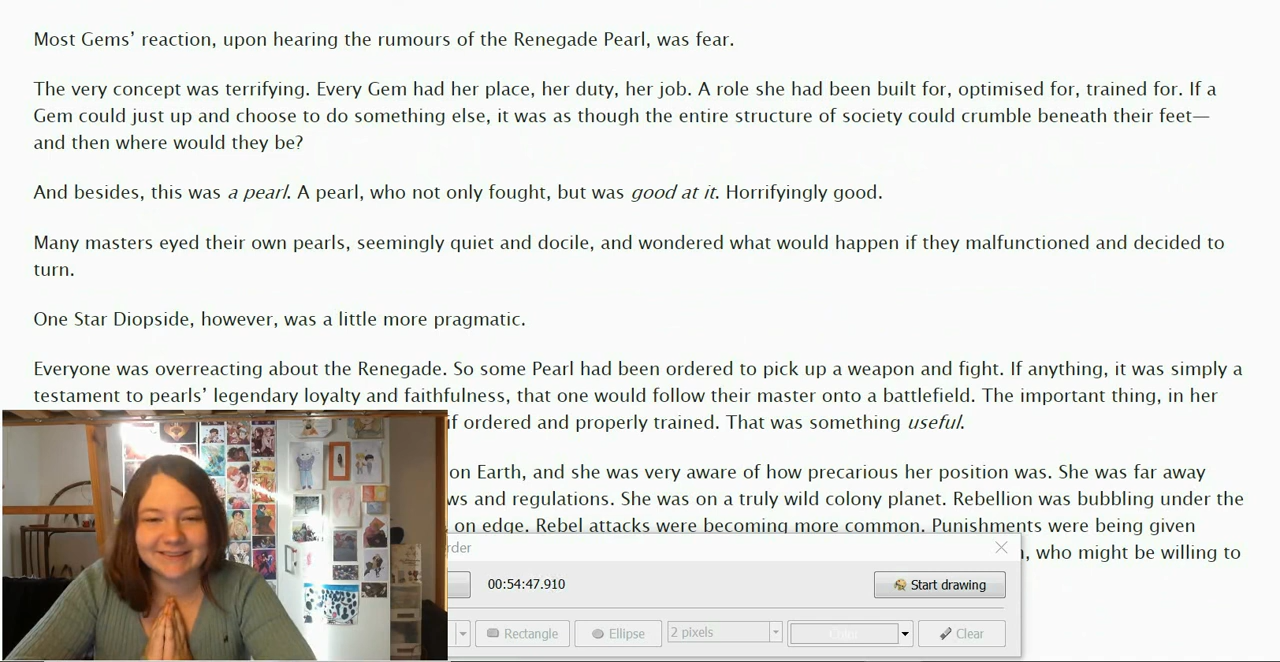 Most Gems’ reaction, upon hearing the rumours of the Renegade Pearl, was fear.
The very concept was terrifying. Every Gem had her place, her duty, her job. A role she had been built for, optimised for, trained for. If a
Gem could just up and choose to do something else, it was as though the entire structure of society could crumble beneath their feet—
and then where would they be?
And besides, this was a pearl. A pearl, who not only fought, but was good at it. Horrifyingly good.
Many masters eyed their own pearls, seemingly quiet and docile, and wondered what would happen if they malfunctioned and decided to
turn.
One Star Diopside, however, was a little more pragmatic.
Everyone was overreacting about the Renegade. So some Pearl had been ordered to pick up a weapon and fight. If anything, it was simply a
testament to pearls’ legendary loyalty and faithfulness, that one would follow their master onto a battlefield. The important thing, in her
if ordered and properly trained. That was something useful.
on Earth, and she was very aware of how precarious her position was. She was far away
ws and regulations. She was on a truly wild colony planet. Rebellion was bubbling under the
on edge. Rebel attacks were becoming more common. Punishments were being given
, who might be willing to
rder
00:54:47.910
Start drawing
Rectangle
Ellipse
2 pixels
Color
Clear